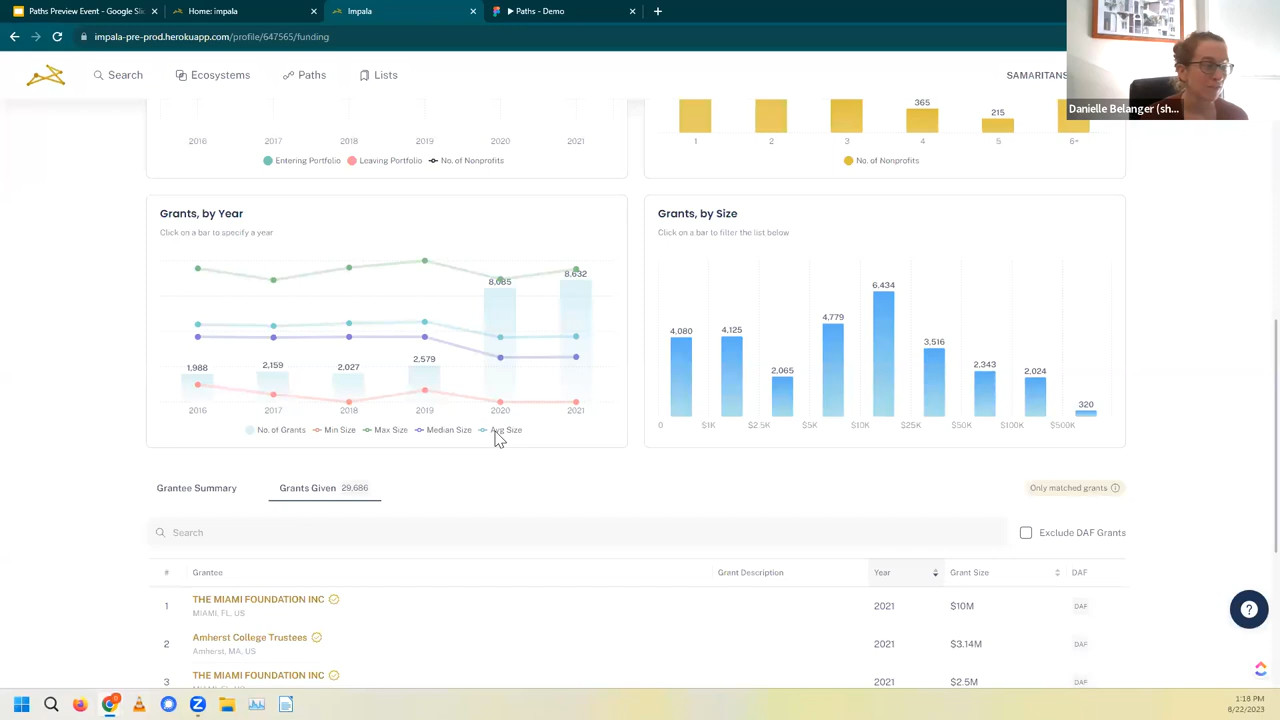 Paths Preview Event - Google Sli
Home: impala
Impala
Paths - Demo
impala-pre-prod.herokuapp.com/profile/647565/funding
Search
Ecosystems
Paths
Lists
SAMARITANS
Danielle Belanger (sh...
2016 2017 2018 2019 2020 2021
Entering Portfolio Leaving Portfolio No. of Nonprofits
365
215
1 2 3 4 5 6+
No. of Nonprofits
Grants, by Year
Click on a bar to specify a year
1,988
2,159
2,027
2,579
8,085
8,632
2016 2017 2018 2019 2020 2021
No. of Grants Min Size Max Size Median Size Avg Size
Grants, by Size
Click on a bar to filter the list below
4,080
4,125
2,065
4,779
6,434
3,516
2,343
2,024
320
0 $1K $2.5K $5K $10K $25K $50K $100K $500K
Grantee Summary
Grants Given 29,686
Only matched grants
Search
Exclude DAF Grants
# Grantee Grant Description Year Grant Size DAF
1 THE MIAMI FOUNDATION INC 2021 $10M DAF
MIAMI, FL, US
2 Amherst College Trustees 2021 $3.14M DAF
Amherst, MA, US
3 THE MIAMI FOUNDATION INC 2021 $2.5M DAF
1:18 PM
8/22/2023